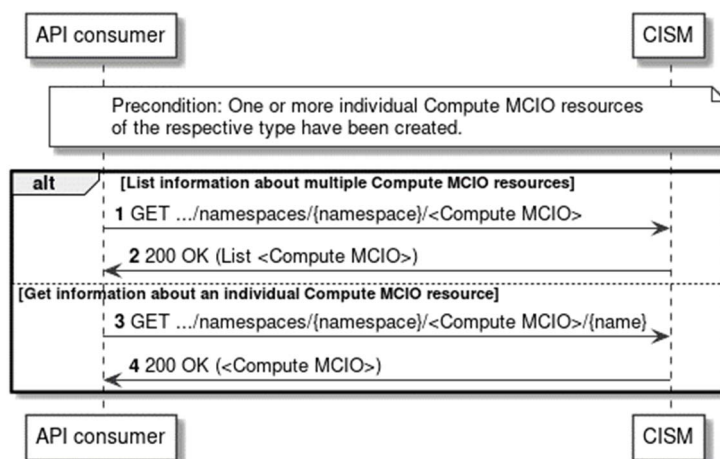 API consumer CISM
Precondition: One or more individual Compute MCIO resources
of the respective type have been created.
alt [List information about multiple Compute MCIO resources]
1 GET .../namespaces/{namespace}/<Compute MCIO>
2 200 OK (List <Compute MCIO>)
[Get information about an individual Compute MCIO resource]
3 GET .../namespaces/{namespace}/<Compute MCIO>/{name}
4 200 OK (<Compute MCIO>)
API consumer CISM